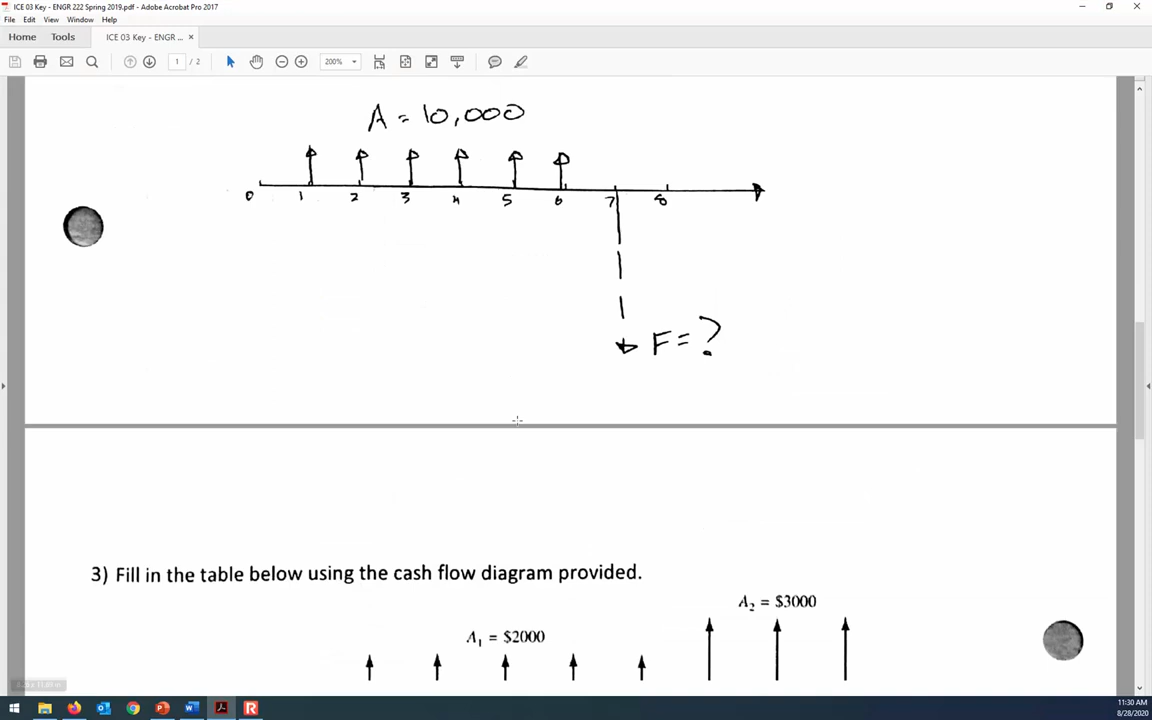 ICE 03 Key - ENGR 222 Spring 2019.pdf - Adobe Acrobat Pro 2017
File Edit View Window Help
Home Tools ICE 03 Key - ENGR ... ×
1 / 2 200%
A = 10,000
0 1 2 3 4 5 6 7 8
F = ?
3) Fill in the table below using the cash flow diagram provided.
A2 = $3000
A1 = $2000
11:30 AM
8/28/2020